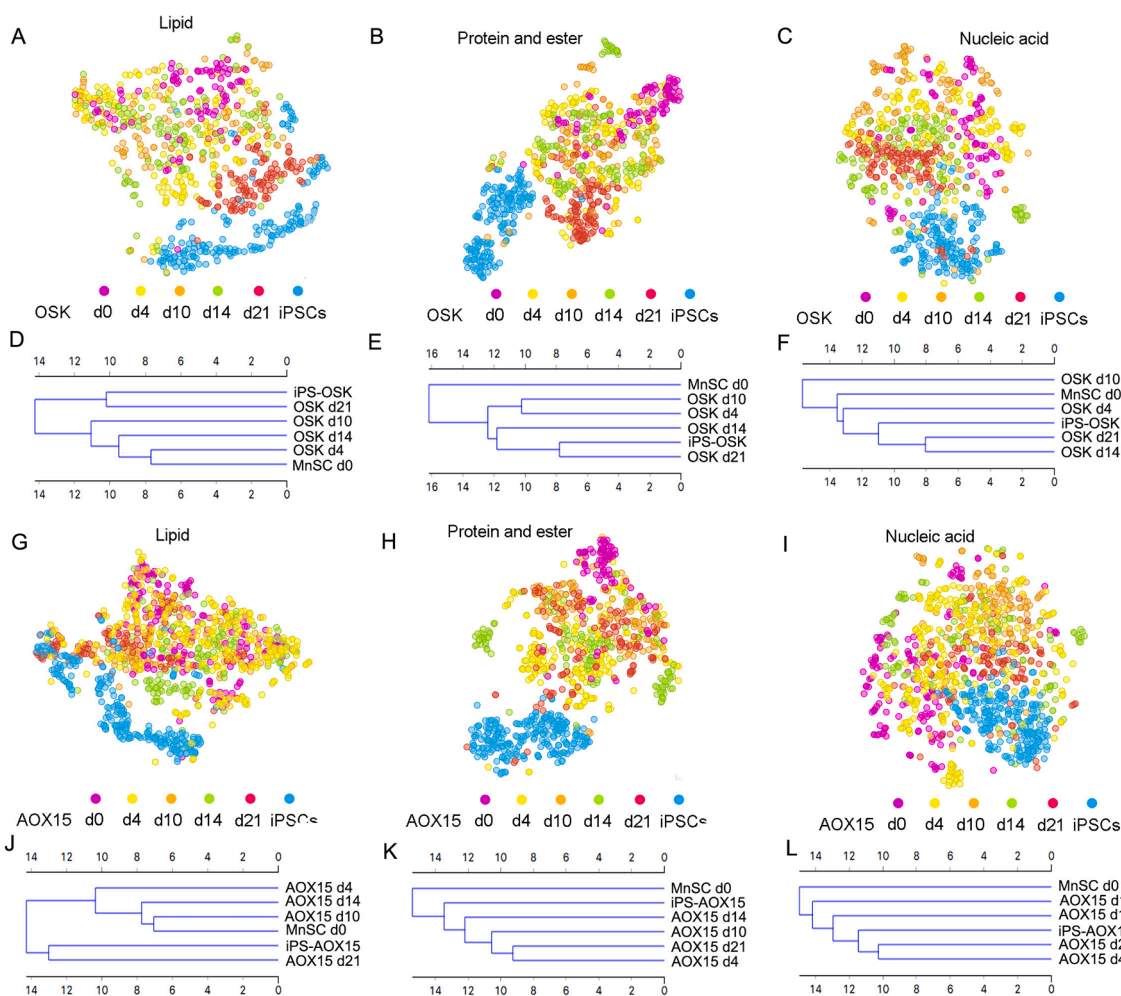 A
Lipid
B
Protein and ester
C
Nucleic acid
OSK d0 d4 d10 d14 d21 iPSCs
OSK d0 d4 d10 d14 d21 iPSCs
OSK d0 d4 d10 d14 d21 iPSCs
D
14 12 10 8 6 4 2 0
iPS-OSK
OSK d21
OSK d10
OSK d14
OSK d4
MnSC d0
14 12 10 8 6 4 2 0
E
16 14 12 10 8 6 4 2 0
MnSC d0
OSK d10
OSK d4
OSK d14
iPS-OSK
OSK d21
16 14 12 10 8 6 4 2 0
F
14 12 10 8 6 4 2 0
OSK d10
MnSC d0
OSK d4
iPS-OSK
OSK d21
OSK d14
14 12 10 8 6 4 2 0
G
Lipid
H
Protein and ester
I
Nucleic acid
AOX15 d0 d4 d10 d14 d21 iPSCs
AOX15 d0 d4 d10 d14 d21 iPSCs
AOX15 d0 d4 d10 d14 d21 iPSCs
J
14 12 10 8 6 4 2 0
AOX15 d4
AOX15 d14
AOX15 d10
MnSC d0
iPS-AOX15
AOX15 d21
14 12 10 8 6 4 2 0
K
14 12 10 8 6 4 2 0
MnSC d0
iPS-AOX15
AOX15 d14
AOX15 d10
AOX15 d21
AOX15 d4
14 12 10 8 6 4 2 0
L
14 12 10 8 6 4 2 0
MnSC d0
AOX15 d1
AOX15 d1
iPS-AOX1
AOX15 d2
AOX15 d4
14 12 10 8 6 4 2 0